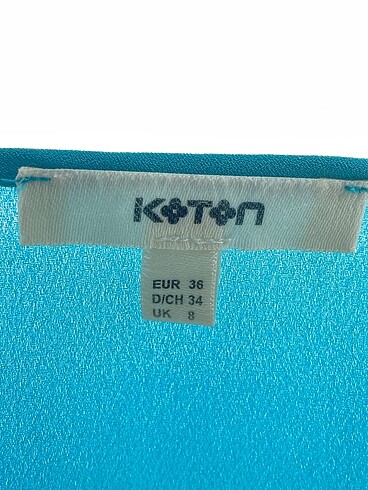 KOTON
EUR 36
D/CH 34
UK 8